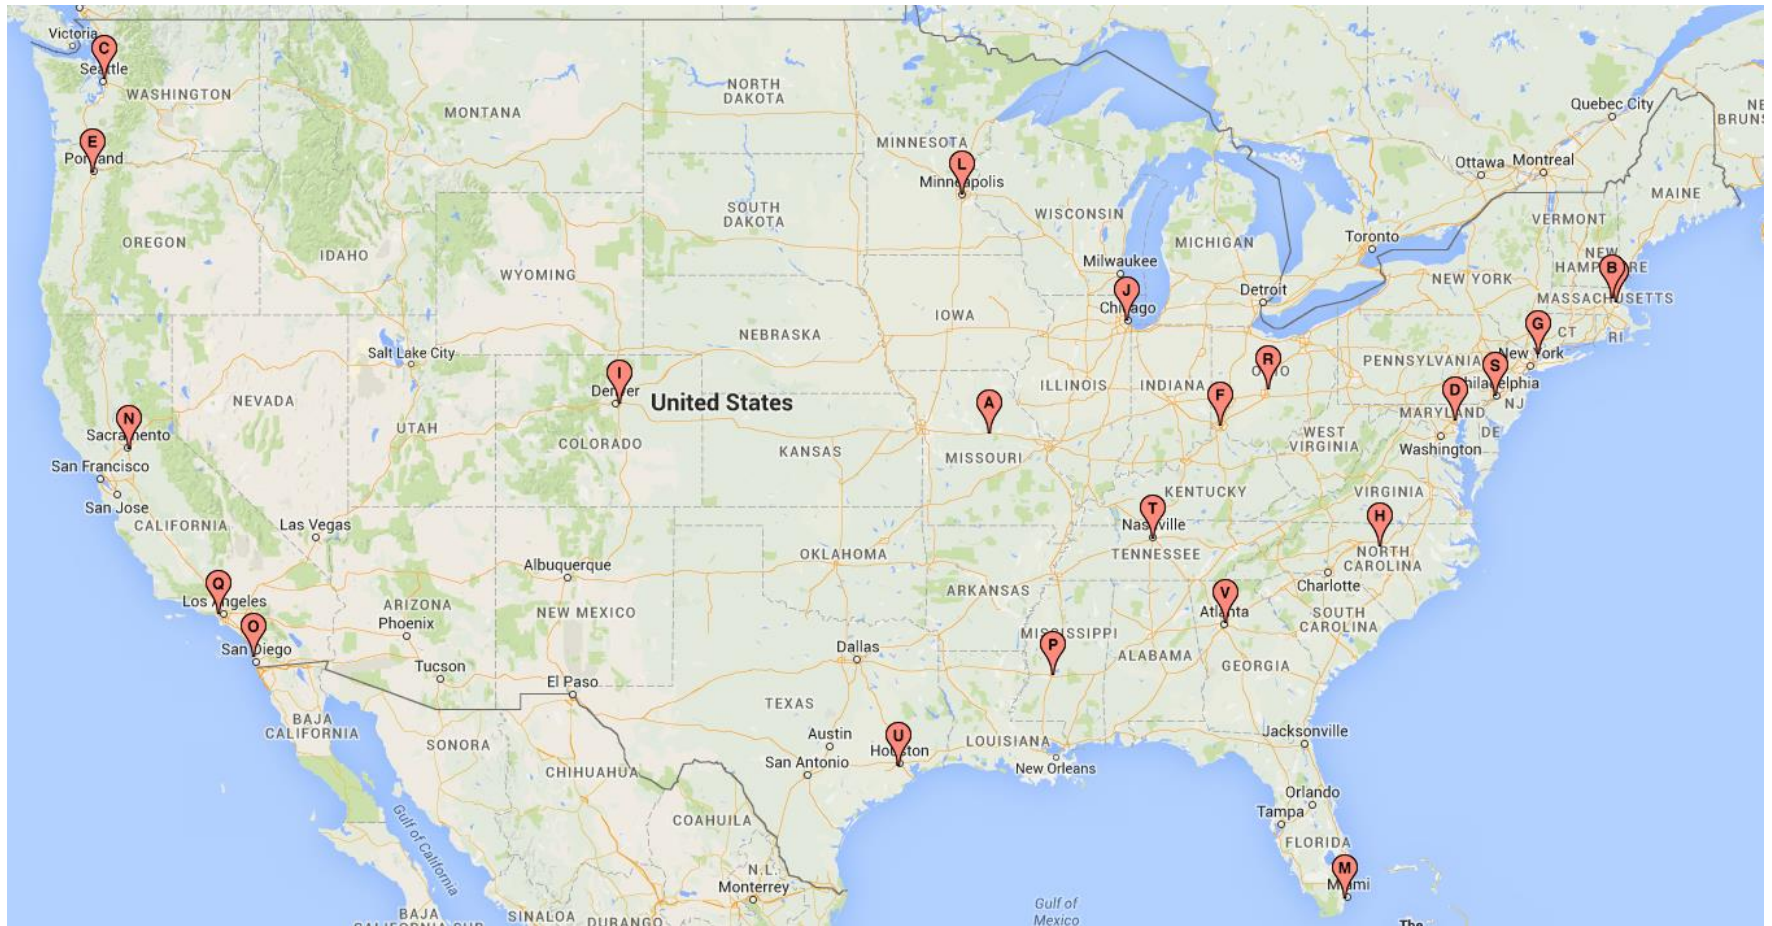 Victoria
C
Seattle
WASHINGTON
MONTANA
NORTH
DAKOTA
MINNESOTA
Quebec City
NE
BRUNS
E
Portland
L
Minneapolis
Ottawa
Montreal
MAINE
VERMONT
SOUTH
DAKOTA
WISCONSIN
OREGON
IDAHO
MICHIGAN
Toronto
NEW
HAMPSHIRE
B
WYOMING
Milwaukee
NEW YORK
J
Chicago
Detroit
MASSACHUSETTS
IOWA
NEBRASKA
G
CT
RI
Salt Lake City
R
OHIO
PENNSYLVANIA
New York
I
Denver
United States
ILLINOIS
INDIANA
S
Philadelphia
NEVADA
A
F
D
MARYLAND
NJ
N
Sacramento
UTAH
COLORADO
KANSAS
MISSOURI
WEST
VIRGINIA
DE
Washington
San Francisco
San Jose
CALIFORNIA
Las Vegas
KENTUCKY
VIRGINIA
T
Nashville
H
TENNESSEE
NORTH
CAROLINA
OKLAHOMA
Albuquerque
Q
Los Angeles
ARIZONA
Phoenix
NEW MEXICO
ARKANSAS
Charlotte
V
Atlanta
SOUTH
CAROLINA
O
San Diego
Tucson
El Paso
Dallas
MISSISSIPPI
P
ALABAMA
GEORGIA
TEXAS
BAJA
CALIFORNIA
SONORA
Austin
U
Houston
LOUISIANA
Jacksonville
CHIHUAHUA
San Antonio
New Orleans
Orlando
Tampa
Gulf of California
COAHUILA
FLORIDA
N.L.
Monterrey
M
Miami
BAJA
CALIFORNIA SUR
SINALOA
DURANGO
Gulf of
Mexico
The